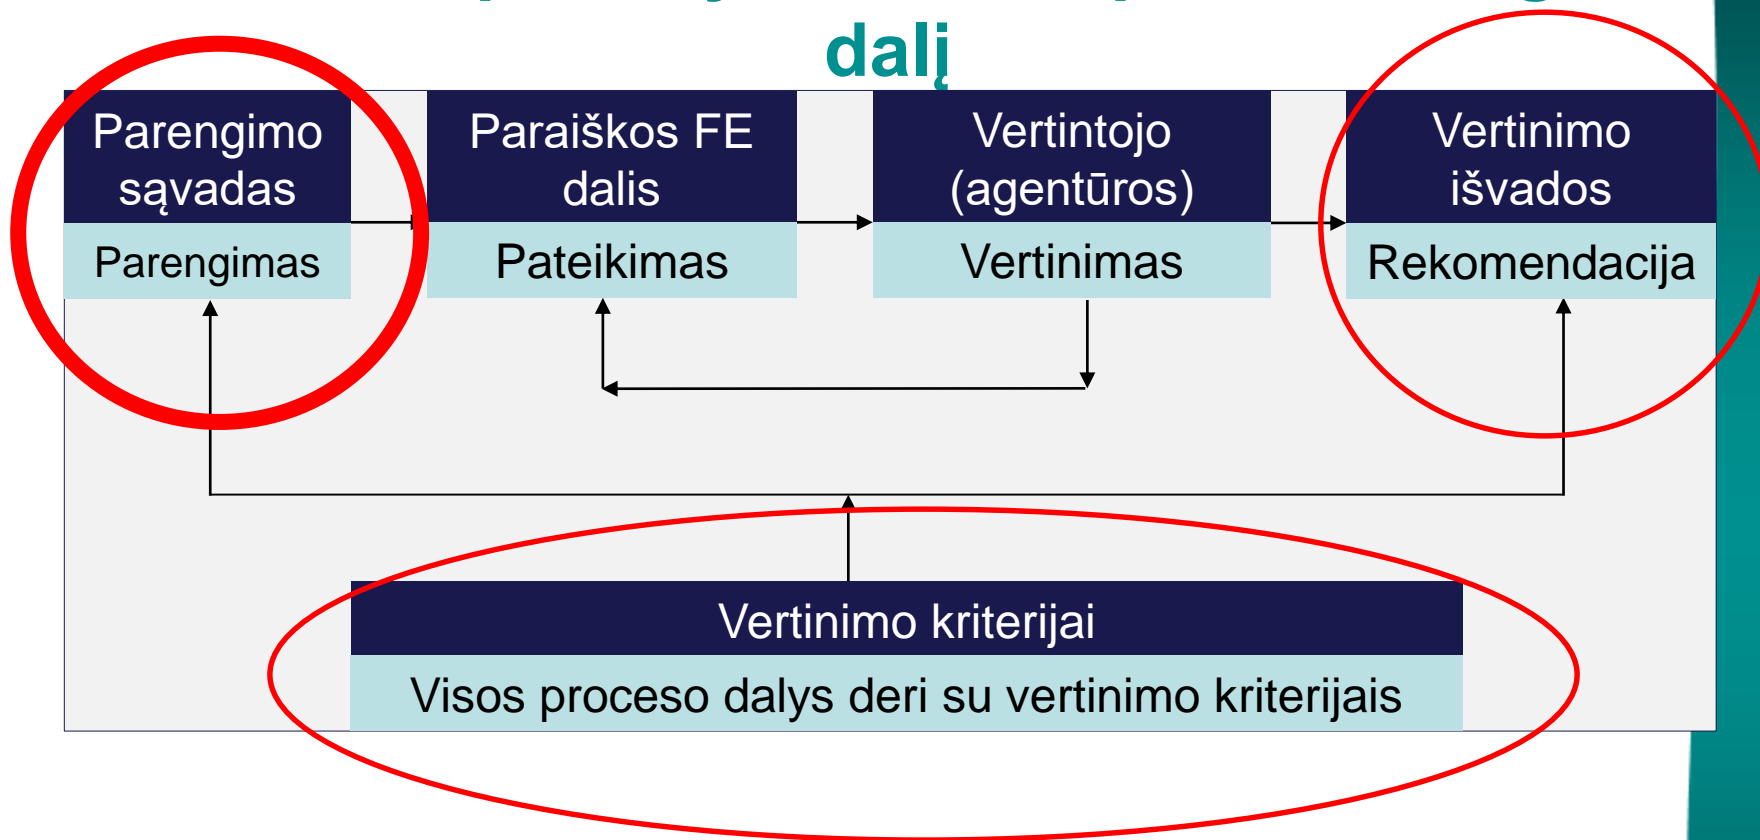 dalį
Parengimo
sąvadas
Parengimas
Paraiškos FE
dalis
Pateikimas
Vertintojo
(agentūros)
Vertinimas
Vertinimo
išvados
Rekomendacija
Vertinimo kriterijai
Visos proceso dalys deri su vertinimo kriterijais